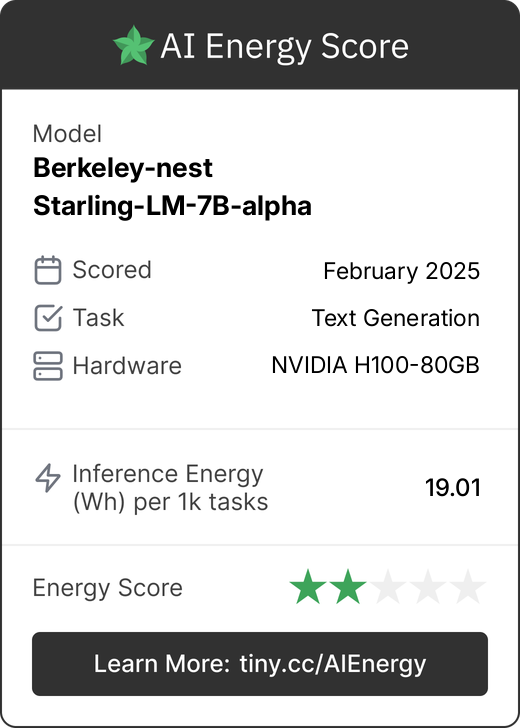 AI Energy Score
Model
Berkeley-nest
Starling-LM-7B-alpha
Scored February 2025
Task Text Generation
Hardware NVIDIA H100-80GB
Inference Energy
(Wh) per 1k tasks 19.01
Energy Score
Learn More: tiny.cc/AIEnergy